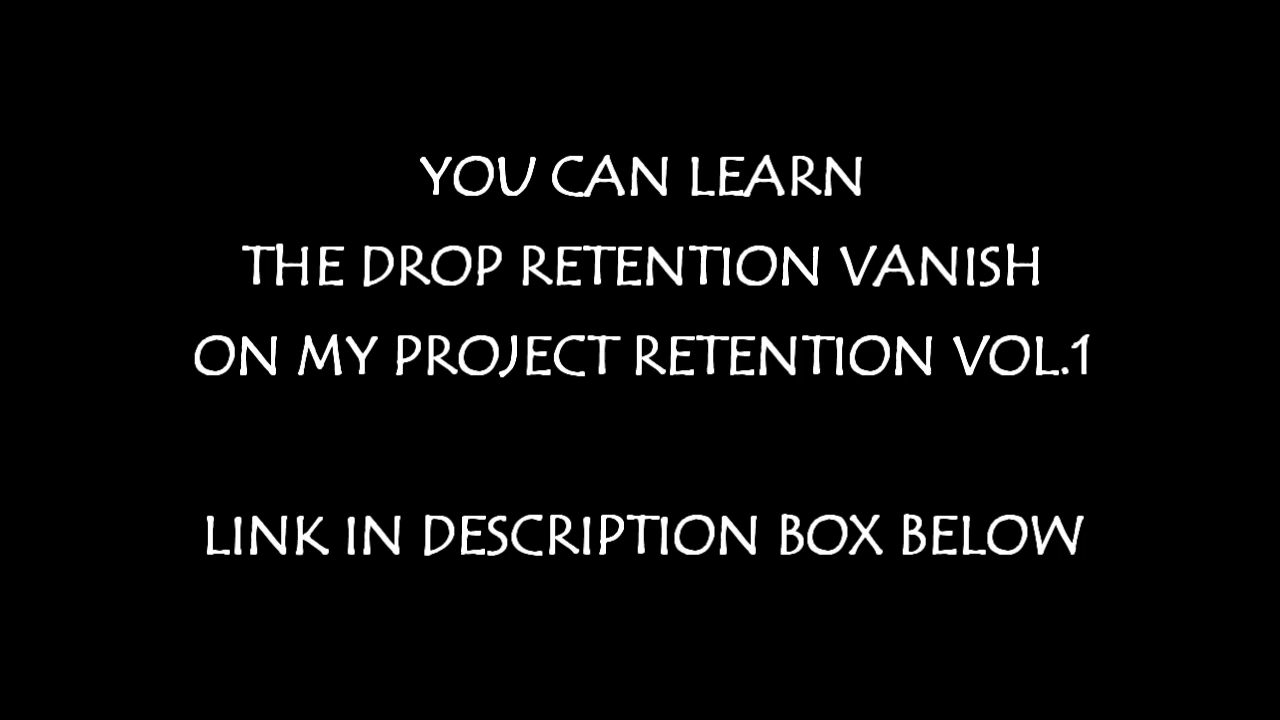 YOU CAN LEARN
THE DROP RETENTION VANISH
ON MY PROJECT RETENTION VOL.1
LINK IN DESCRIPTION BOX BELOW